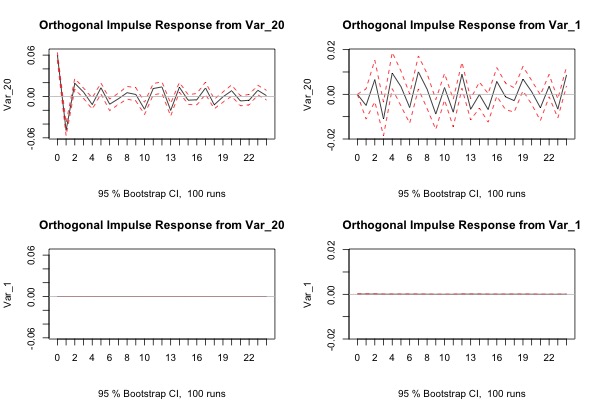 Orthogonal Impulse Response from Var_20
Orthogonal Impulse Response from Var_1
Var_20
-0.06 0.00 0.06
0 2 4 6 8 10 13 16 19 22
95 % Bootstrap CI, 100 runs
Var_20
-0.02 0.00 0.02
0 2 4 6 8 10 13 16 19 22
95 % Bootstrap CI, 100 runs
Orthogonal Impulse Response from Var_20
Orthogonal Impulse Response from Var_1
Var_1
-0.06 0.00 0.06
0 2 4 6 8 10 13 16 19 22
95 % Bootstrap CI, 100 runs
Var_1
-0.02 0.00 0.02
0 2 4 6 8 10 13 16 19 22
95 % Bootstrap CI, 100 runs